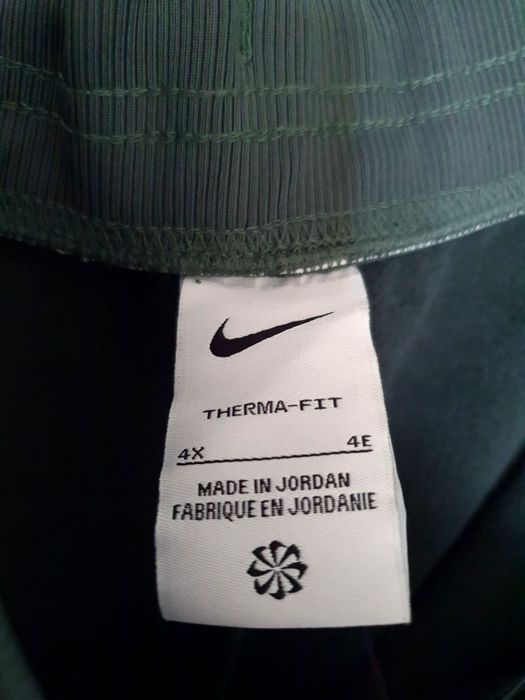 THERMA-FIT
4X 4E
MADE IN JORDAN
FABRIQUE EN JORDANIE